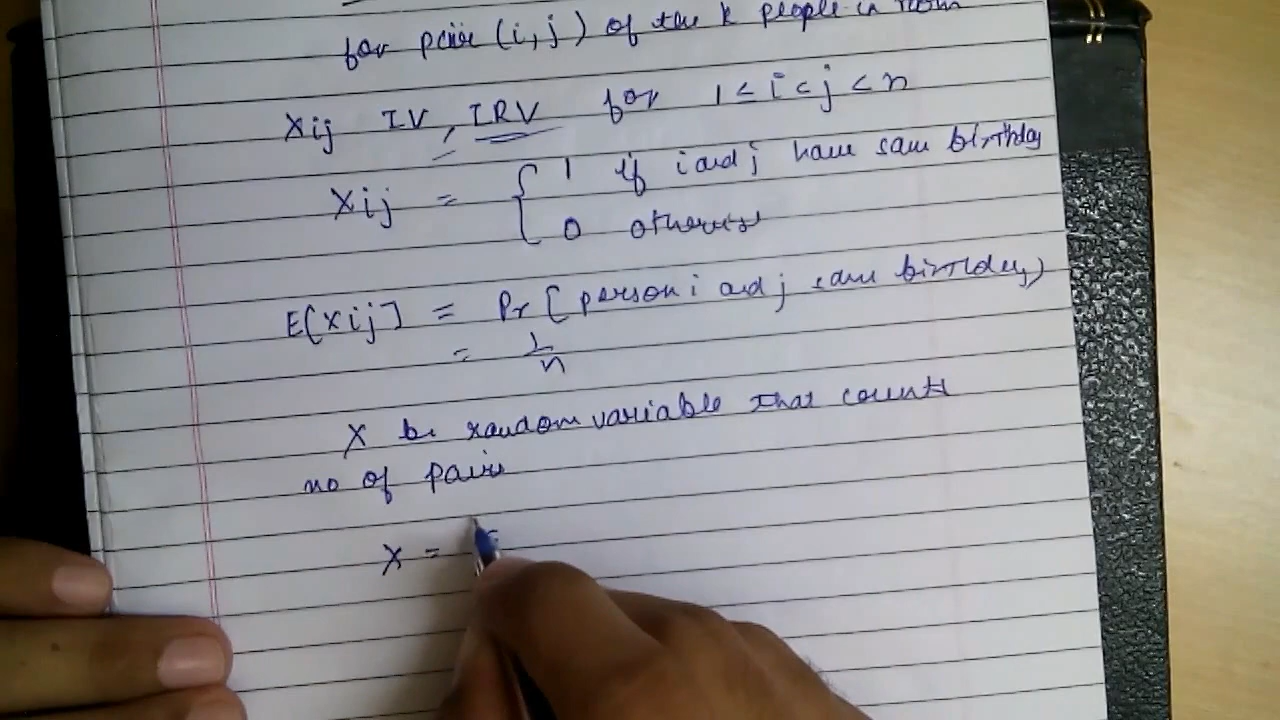 for pair (i,j) of the k people in room
Xij IV, IRV for 1 ≤ i < j < n
Xij = { 1 if i and j have same birthday
0 otherwise
E[Xij] = Pr[person i and j same birthday)
= 1/n
X be random variable that counts
no of pairs
X =